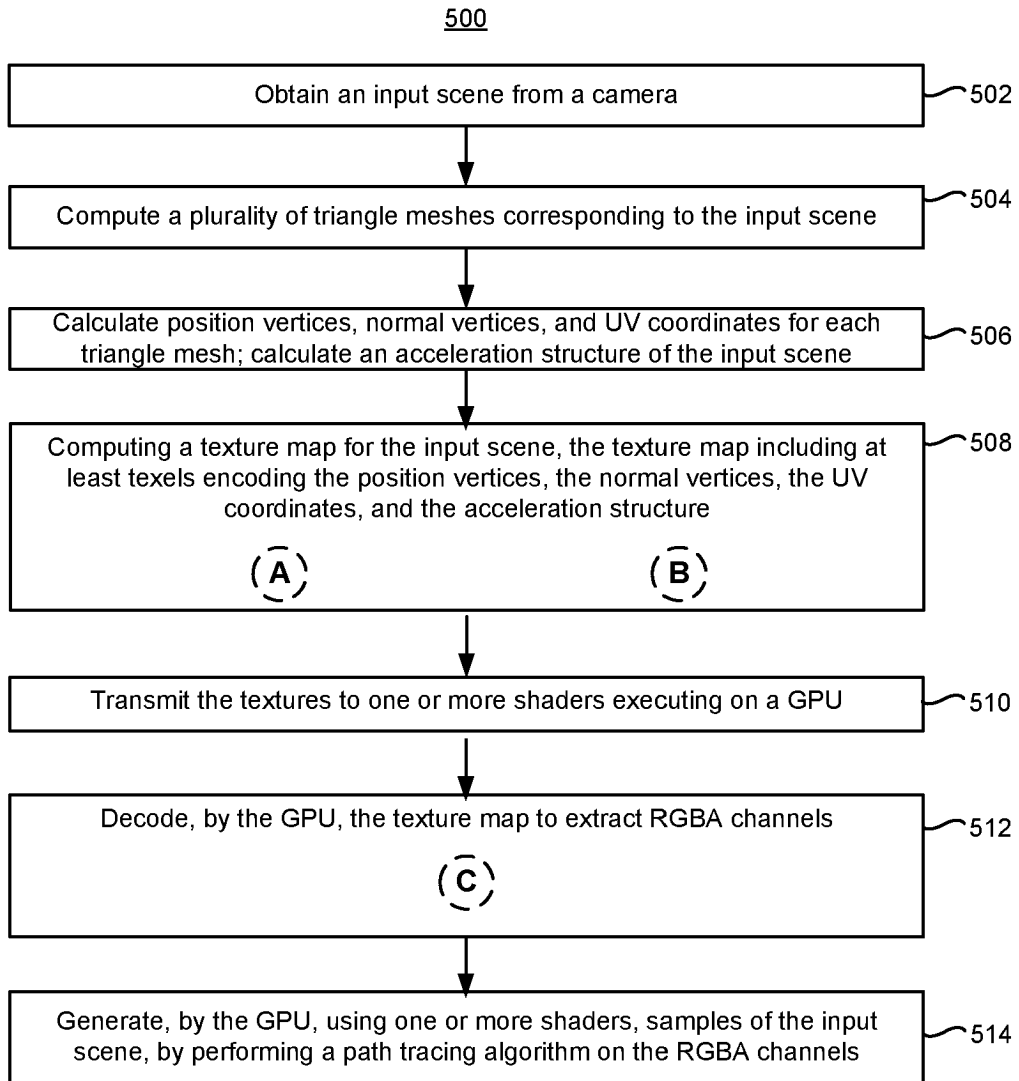 500
Obtain an input scene from a camera
502
Compute a plurality of triangle meshes corresponding to the input scene
504
Calculate position vertices, normal vertices, and UV coordinates for each
triangle mesh; calculate an acceleration structure of the input scene
506
Computing a texture map for the input scene, the texture map including at
least texels encoding the position vertices, the normal vertices, the UV
coordinates, and the acceleration structure
508
A
B
Transmit the textures to one or more shaders executing on a GPU
510
Decode, by the GPU, the texture map to extract RGBA channels
512
C
Generate, by the GPU, using one or more shaders, samples of the input
scene, by performing a path tracing algorithm on the RGBA channels
514